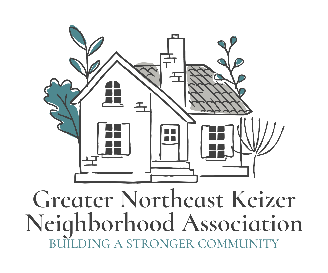 Greater Northeast Keizer
Neighborhood Association
BUILDING A STRONGER COMMUNITY